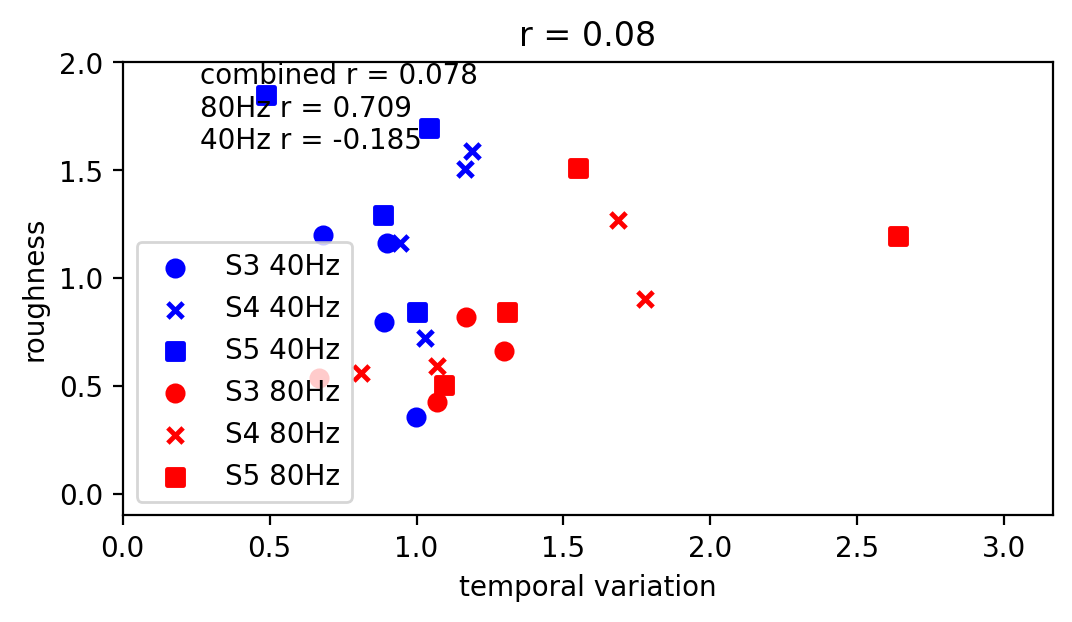 r = 0.08
combined r = 0.078
80Hz r = 0.709
40Hz r = -0.185
roughness
2.0
1.5
1.0
0.5
0.0
S3 40Hz
S4 40Hz
S5 40Hz
S3 80Hz
S4 80Hz
S5 80Hz
0.0 0.5 1.0 1.5 2.0 2.5 3.0
temporal variation